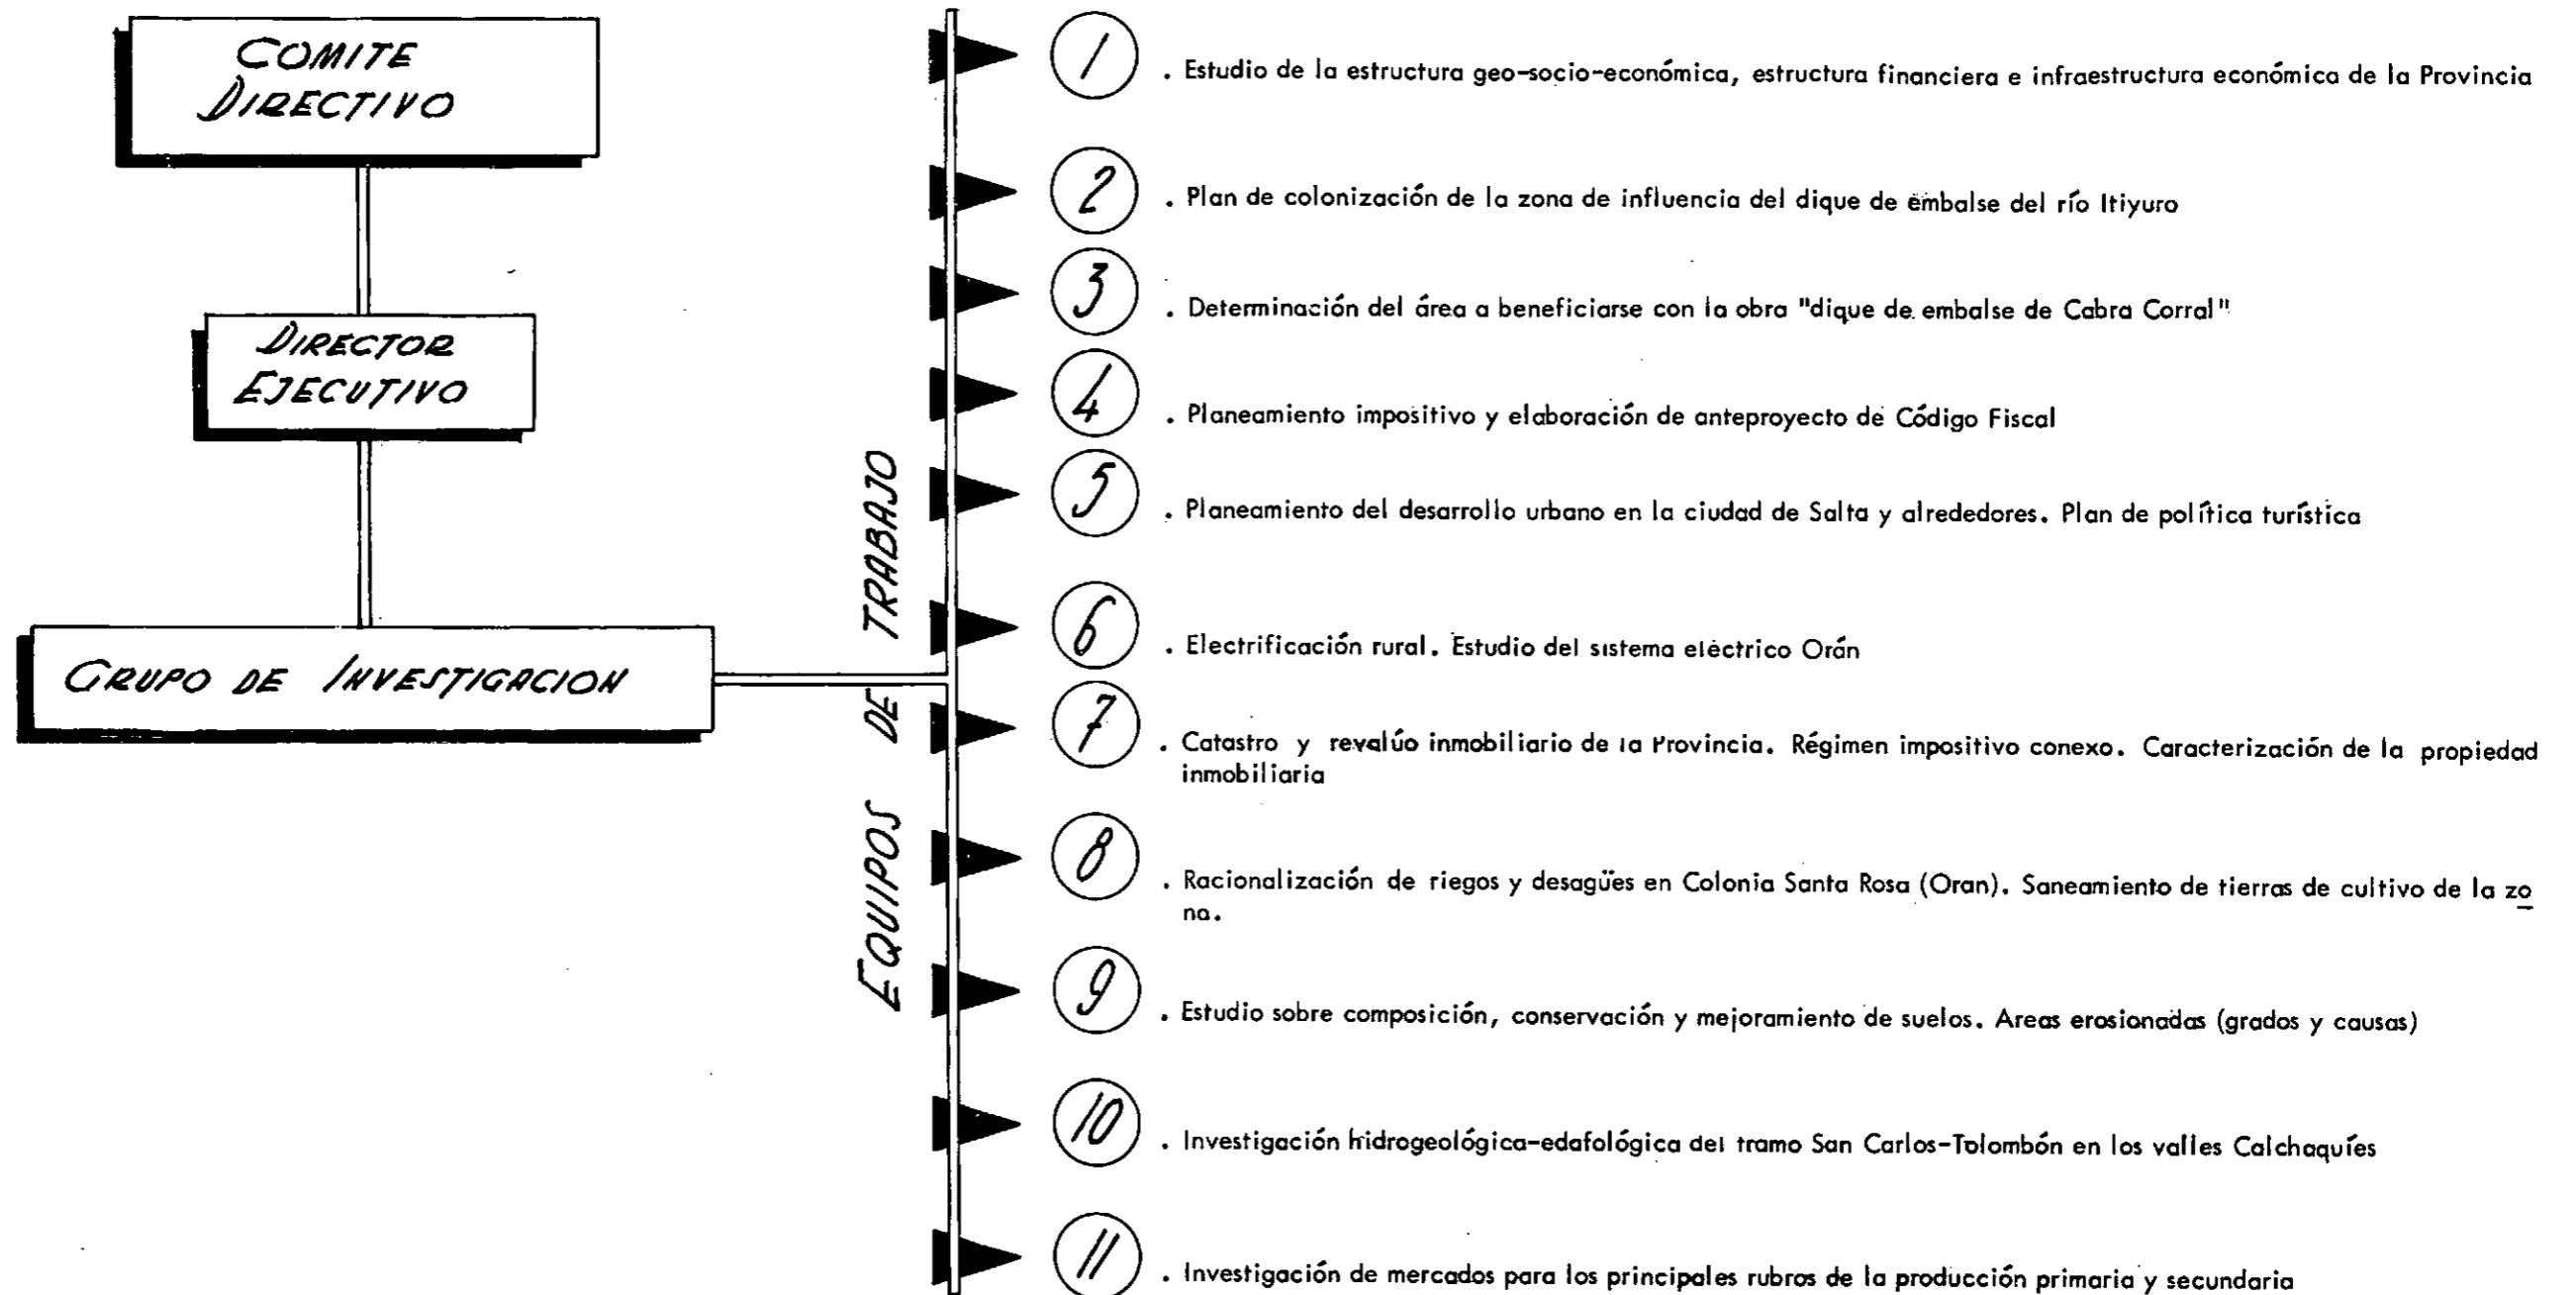 COMITE
DIRECTIVO
DIRECTOR
EJECUTIVO
GRUPO DE INVESTIGACION
EQUIPOS DE TRABAJO
1 . Estudio de la estructura geo-socio-económica, estructura financiera e infraestructura económica de la Provincia
2 . Plan de colonización de la zona de influencia del dique de embalse del río Itiyuro
3 . Determinación del área a beneficiarse con la obra "dique de embalse de Cabra Corral"
4 . Planeamiento impositivo y elaboración de anteproyecto de Código Fiscal
5 . Planeamiento del desarrollo urbano en la ciudad de Salta y alrededores. Plan de política turística
6 . Electrificación rural. Estudio del sistema eléctrico Orán
7 . Catastro y revalúo inmobiliario de la Provincia. Régimen impositivo conexo. Caracterización de la propiedad
inmobiliaria
8 . Racionalización de riegos y desagües en Colonia Santa Rosa (Oran). Saneamiento de tierras de cultivo de la zo
na.
9 . Estudio sobre composición, conservación y mejoramiento de suelos. Areas erosionadas (grados y causas)
10 . Investigación hidrogeológica-edafológica del tramo San Carlos-Tolombón en los valles Calchaquíes
11 . Investigación de mercados para los principales rubros de la producción primaria y secundaria